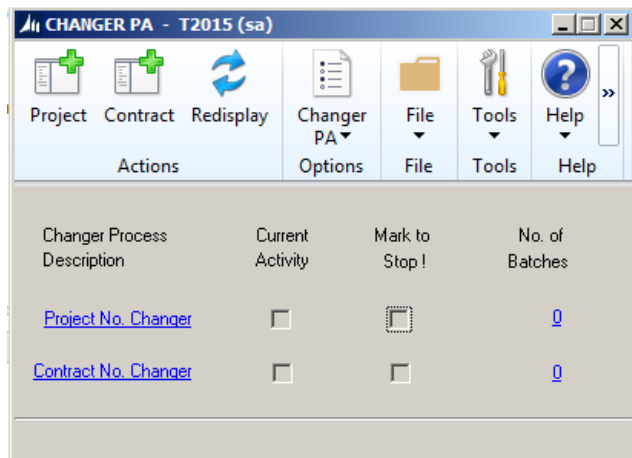 CHANGER PA - T2015 (sa)
Project Contract Redisplay Changer PA File Tools Help »
Actions Options File Tools Help
Changer Process Description Current Activity Mark to Stop ! No. of Batches
Project No. Changer 0
Contract No. Changer 0